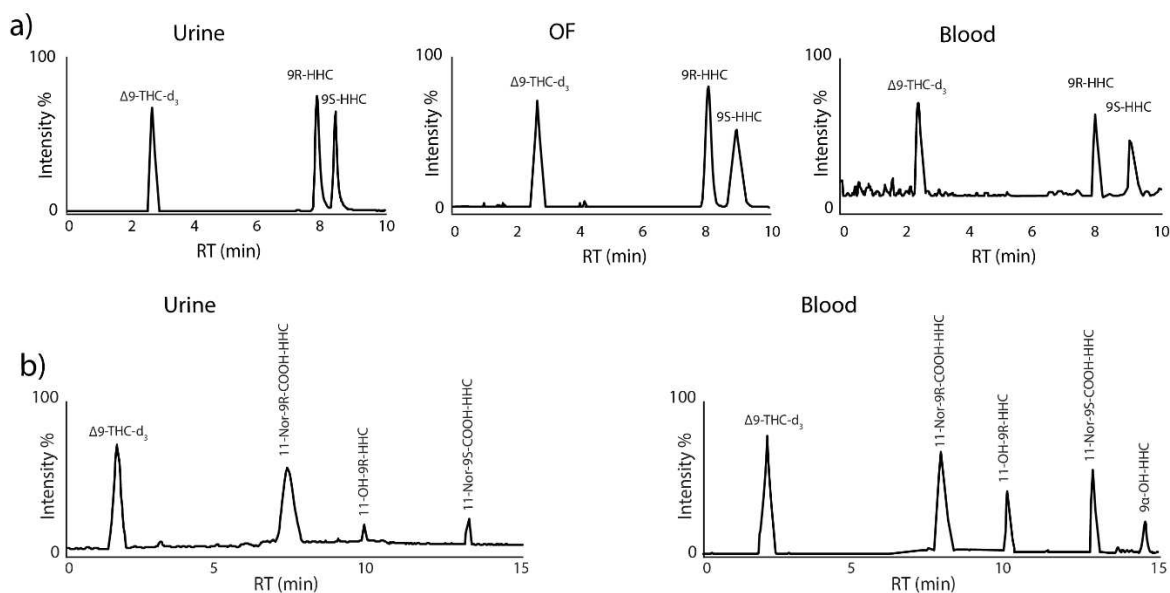 a)
Urine
100
Intensity %
0
Δ9-THC-d3
9R-HHC
9S-HHC
0 2 4 6 8 10
RT (min)
OF
100
Intensity %
0
Δ9-THC-d3
9R-HHC
9S-HHC
0 2 4 6 8 10
RT (min)
Blood
100
Intensity %
0
Δ9-THC-d3
9R-HHC
9S-HHC
0 2 4 6 8 10
RT (min)
b)
Urine
100
Intensity %
0
Δ9-THC-d3
11-Nor-9R-COOH-HHC
11-OH-9R-HHC
11-Nor-9S-COOH-HHC
0 5 10 15
RT (min)
Blood
100
Intensity %
0
Δ9-THC-d3
11-Nor-9R-COOH-HHC
11-OH-9R-HHC
11-Nor-9S-COOH-HHC
9α-OH-HHC
0 5 10 15
RT (min)